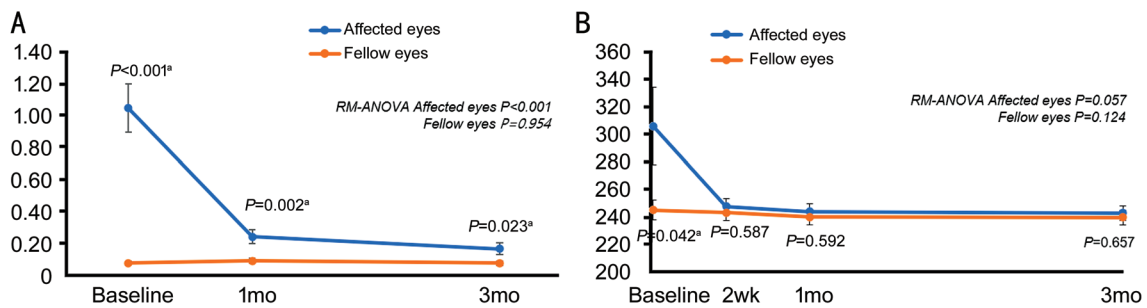 A
Affected eyes
Fellow eyes
1.40
1.20
1.00
0.80
0.60
0.40
0.20
0
P<0.001ᵃ
RM-ANOVA Affected eyes P<0.001
Fellow eyes P=0.954
P=0.002ᵃ
P=0.023ᵃ
Baseline 1mo 3mo
B
Affected eyes
Fellow eyes
360
340
320
300
280
260
240
220
200
RM-ANOVA Affected eyes P=0.057
Fellow eyes P=0.124
P=0.042ᵃ P=0.587 P=0.592 P=0.657
Baseline 2wk 1mo 3mo